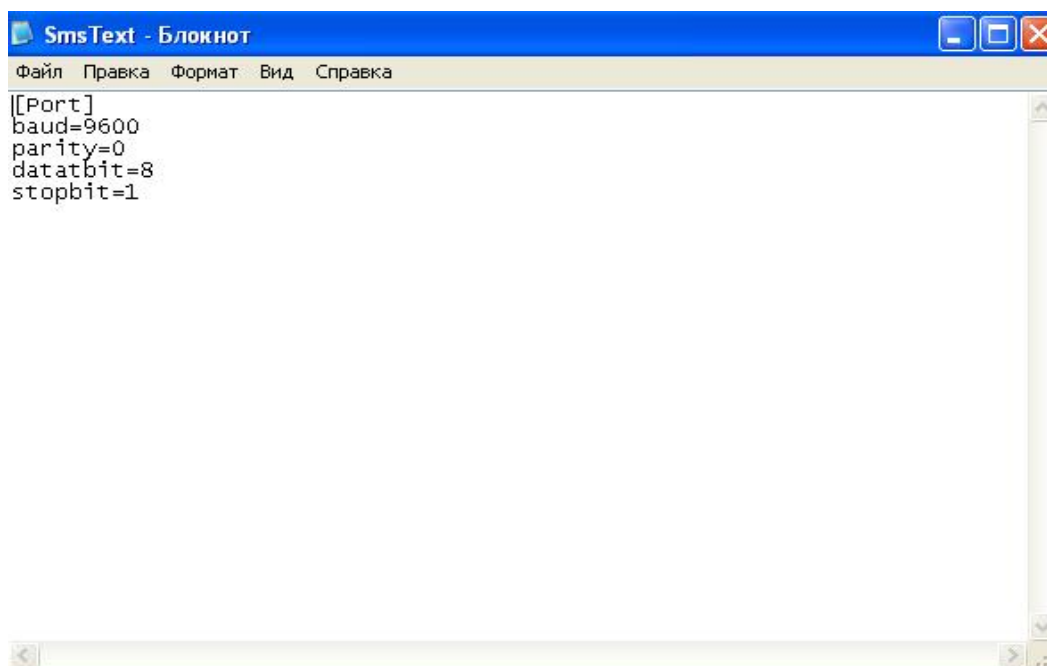 SmsText - Блокнот
Файл Правка Формат Вид Справка
[Port]
baud=9600
parity=0
datatbit=8
stopbit=1